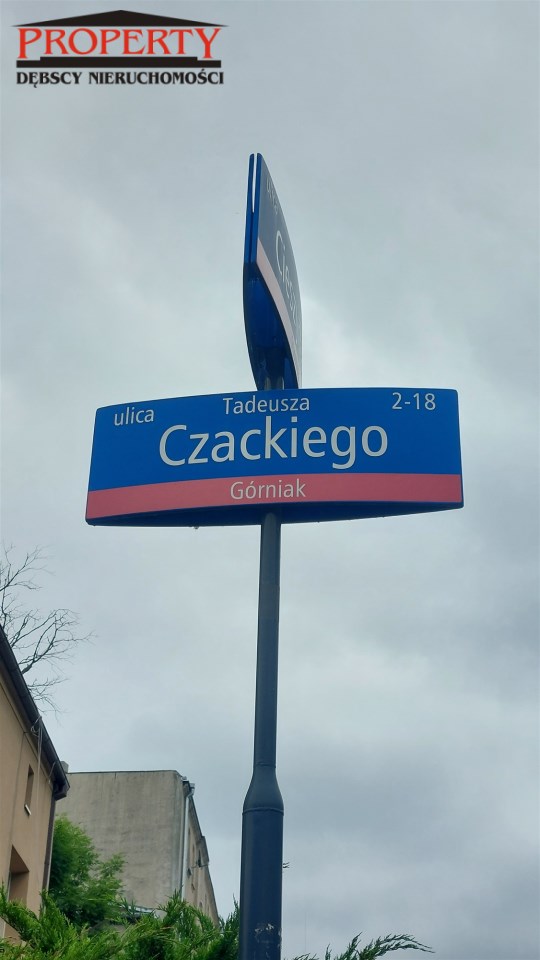 PROPERTY
DĘBSCY NIERUCHOMOŚCI
ulica Tadeusza 2-18
Czackiego
Górniak